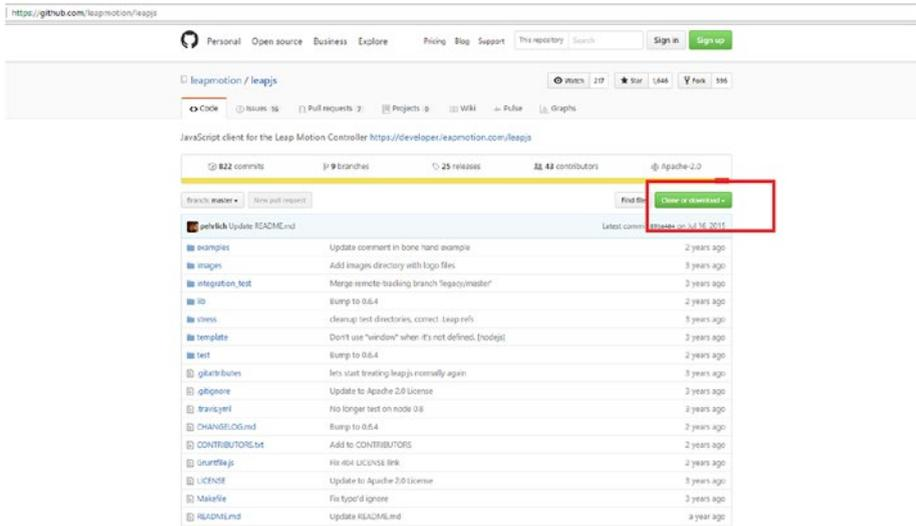 https://github.com/leapmotion/leapjs
Personal Open source Business Explore Pricing Blog Support This repository Search Sign in Sign up
leapmotion / leapjs Watch 217 Star 1,646 Fork 396
Code Issues 16 Pull requests 7 Projects 0 Wiki Pulse Graphs
JavaScript client for the Leap Motion Controller https://developer.leapmotion.com/leapjs
822 commits 9 branches 25 releases 43 contributors Apache-2.0
Branch: master New pull request Find file Clone or download
pehrlich Update README.md Latest commit on Jul 16, 2015
examples Update comment in bone hand example 2 years ago
images Add images directory with logo files 3 years ago
integration_test Merge remote-tracking branch 'legacy/master' 3 years ago
lib Bump to 0.6.4 2 years ago
stress cleanup test directories, correct .Leap refs 3 years ago
template Don't use "window" when it's not defined. [nodejs] 3 years ago
test Bump to 0.6.4 2 years ago
.gitattributes lets start treating leap.js normally again 3 years ago
.gitignore Update to Apache 2.0 License 3 years ago
.travis.yml No longer test on node 0.8 3 years ago
CHANGELOG.md Bump to 0.6.4 2 years ago
CONTRIBUTORS.txt Add to CONTRIBUTORS 2 years ago
Gruntfile.js Fix 404 LICENSE link 2 years ago
LICENSE Update to Apache 2.0 License 3 years ago
Makefile Fix typo'd ignore 3 years ago
README.md Update README.md a year ago